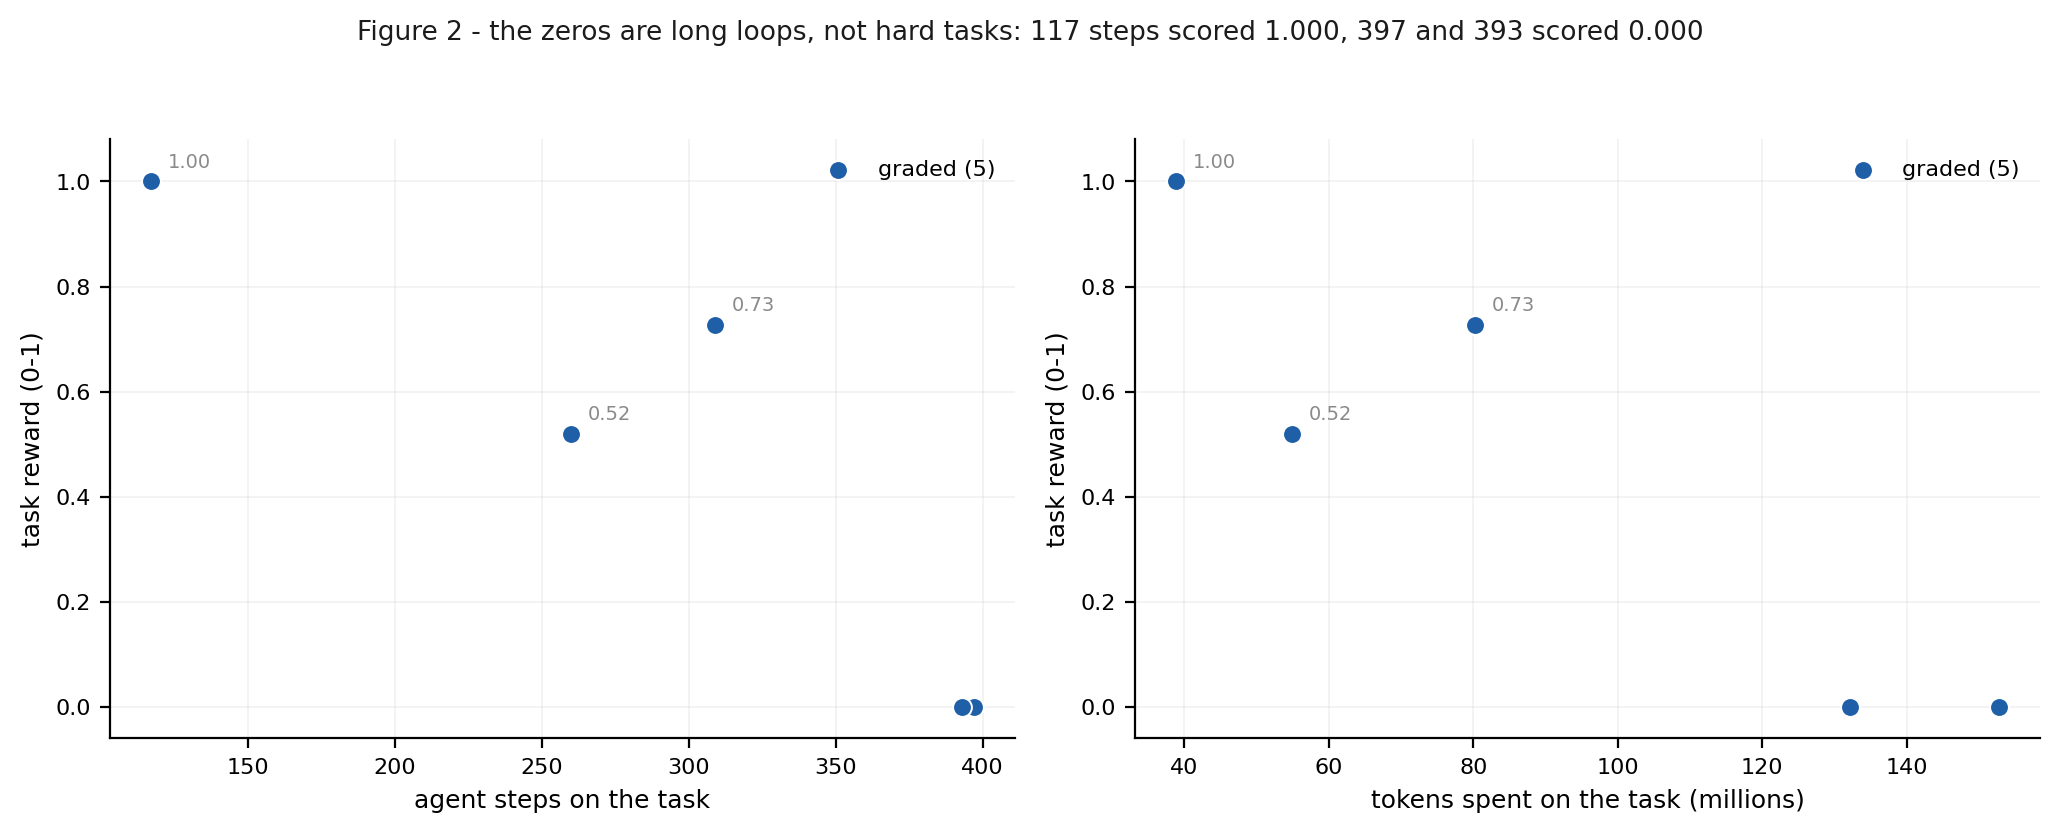 Figure 2 - the zeros are long loops, not hard tasks: 117 steps scored 1.000, 397 and 393 scored 0.000
task reward (0-1)
1.0
0.8
0.6
0.4
0.2
0.0
1.00
0.73
0.52
graded (5)
150 200 250 300 350 400
agent steps on the task
task reward (0-1)
1.0
0.8
0.6
0.4
0.2
0.0
1.00
0.73
0.52
graded (5)
40 60 80 100 120 140
tokens spent on the task (millions)